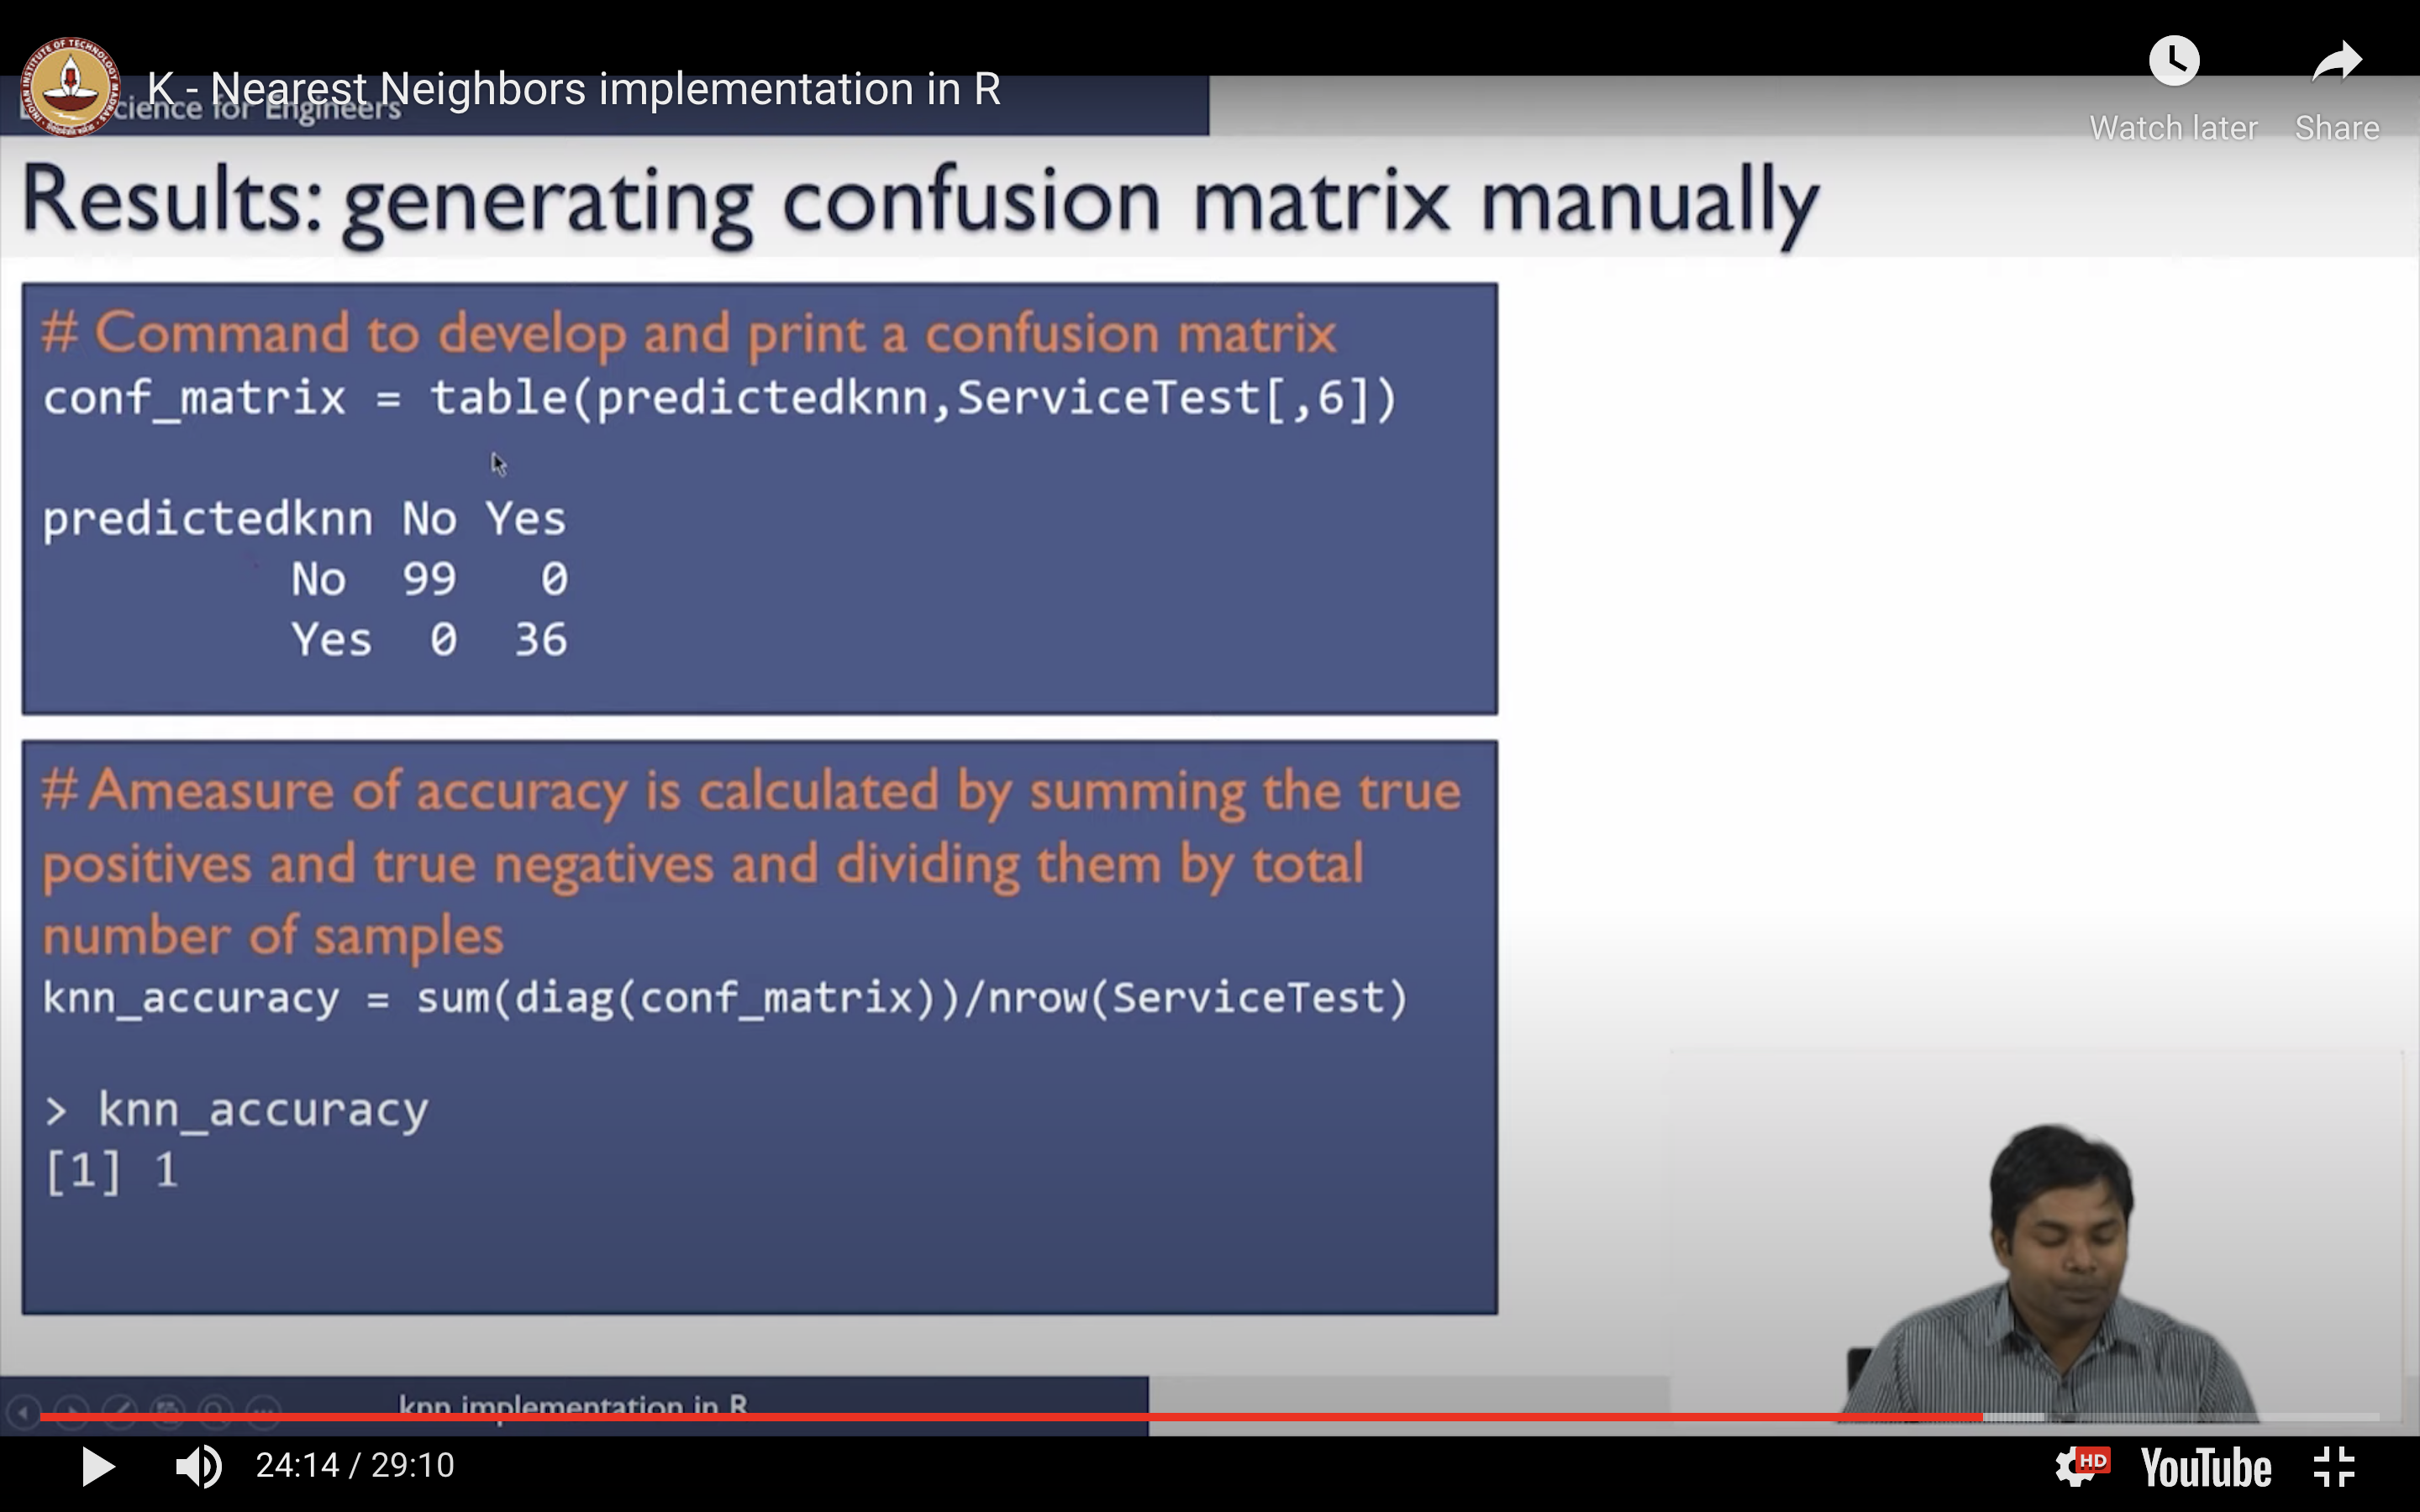 K - Nearest Neighbors implementation in R
cience for Engineers
Watch later
Share
Results: generating confusion matrix manually
# Command to develop and print a confusion matrix
conf_matrix = table(predictedknn,ServiceTest[,6])
predictedknn No Yes
No 99 0
Yes 0 36
# Ameasure of accuracy is calculated by summing the true
positives and true negatives and dividing them by total
number of samples
knn_accuracy = sum(diag(conf_matrix))/nrow(ServiceTest)
> knn_accuracy
[1] 1
knn implementation in R
24:14 / 29:10
HD
YouTube